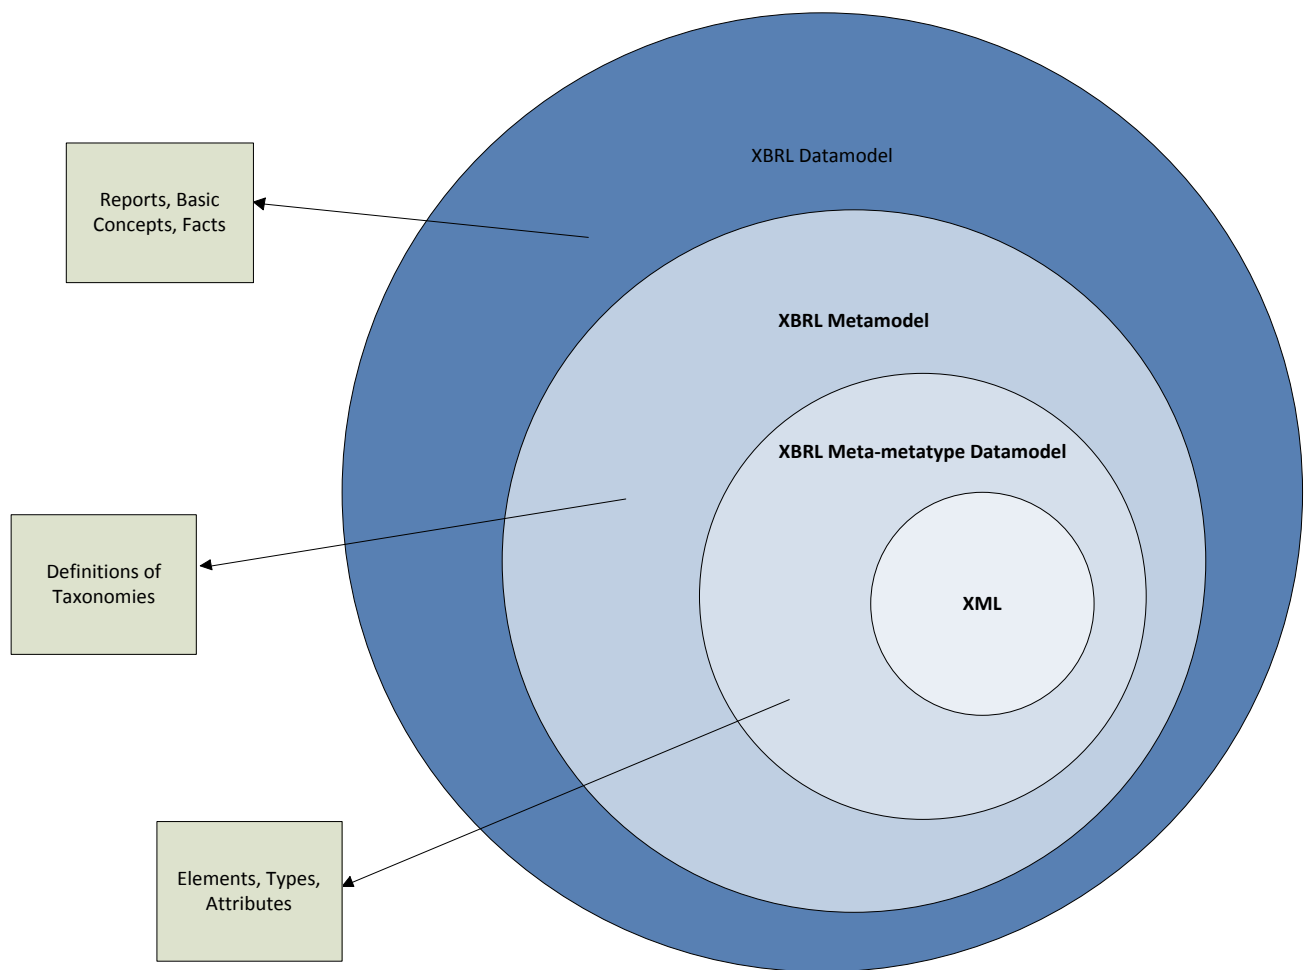 XBRL Datamodel
Reports, Basic
Concepts, Facts
XBRL Metamodel
XBRL Meta-metatype Datamodel
Definitions of
Taxonomies
XML
Elements, Types,
Attributes